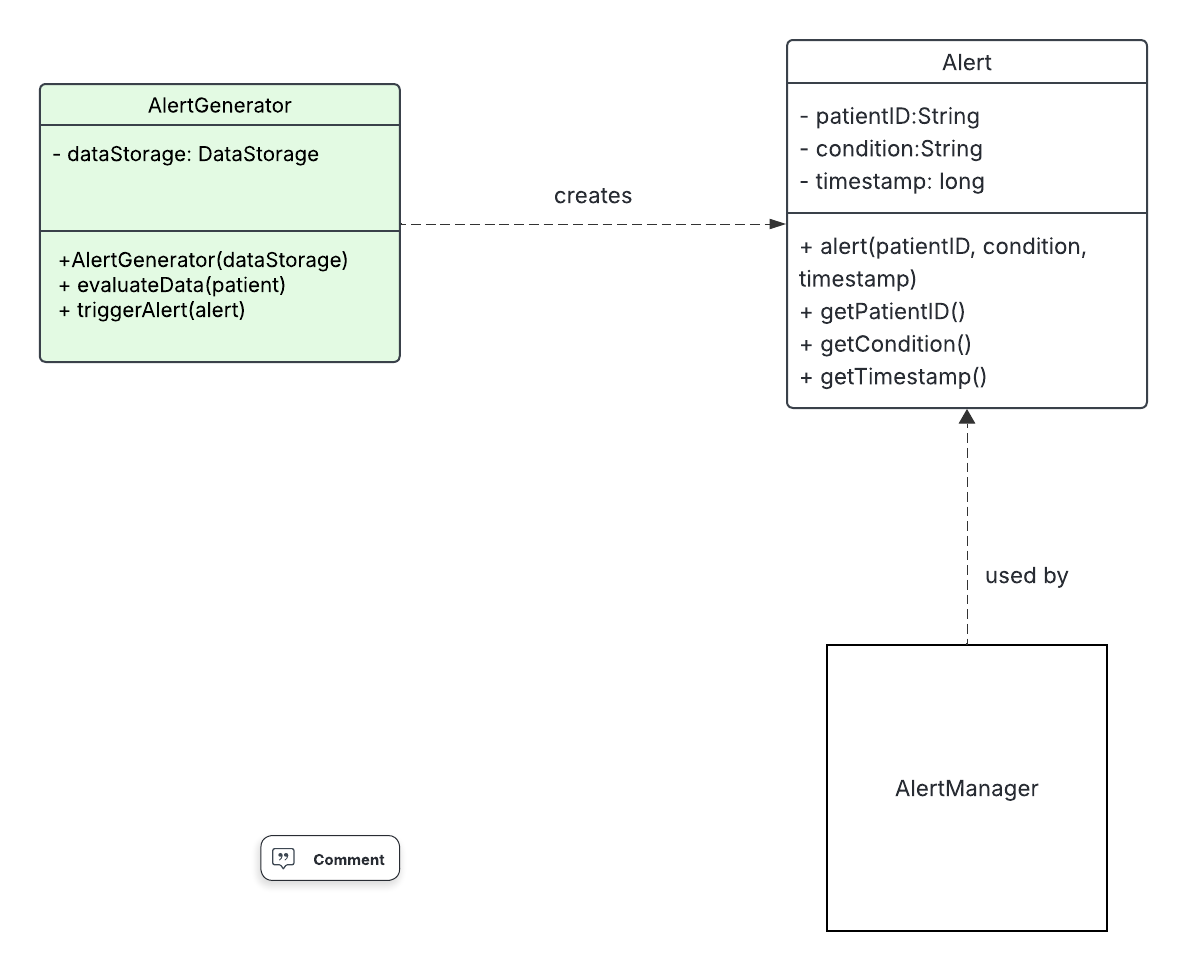 AlertGenerator
- dataStorage: DataStorage
+AlertGenerator(dataStorage)
+ evaluateData(patient)
+ triggerAlert(alert)
creates
Alert
- patientID:String
- condition:String
- timestamp: long
+ alert(patientID, condition,
timestamp)
+ getPatientID()
+ getCondition()
+ getTimestamp()
used by
AlertManager
Comment